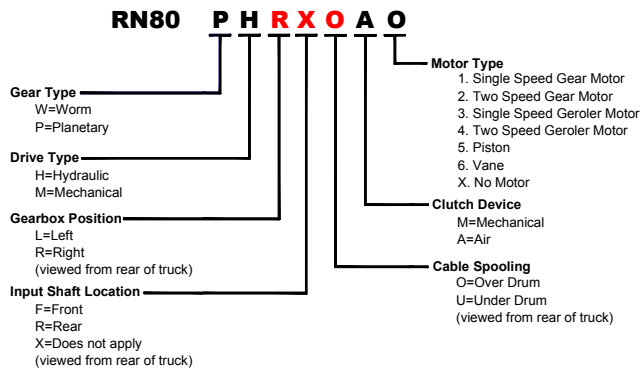 RN80 P H R X O A O
Gear Type
W=Worm
P=Planetary
Drive Type
H=Hydraulic
M=Mechanical
Gearbox Position
L=Left
R=Right
(viewed from rear of truck)
Input Shaft Location
F=Front
R=Rear
X=Does not apply
(viewed from rear of truck)
Motor Type
1. Single Speed Gear Motor
2. Two Speed Gear Motor
3. Single Speed Geroler Motor
4. Two Speed Geroler Motor
5. Piston
6. Vane
X. No Motor
Clutch Device
M=Mechanical
A=Air
Cable Spooling
O=Over Drum
U=Under Drum
(viewed from rear of truck)